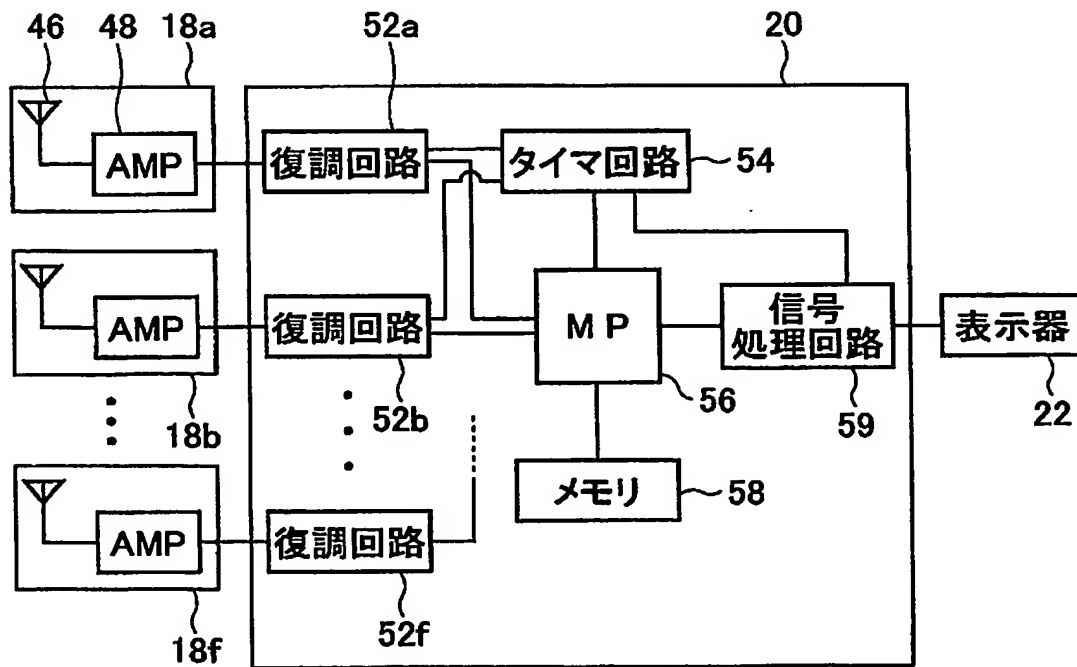 46
48
18a
52a
20
AMP
復調回路
タイマ回路
54
AMP
復調回路
MP
信号
処理回路
表示器
18b
52b
56
59
22
メモリ
58
AMP
復調回路
18f
52f